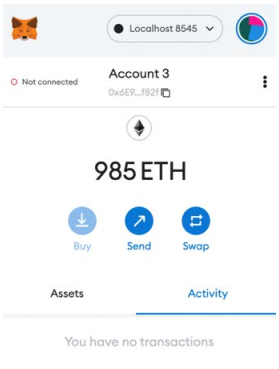 Localhost 8545
Not connected
Account 3
0x6E9...f82f
985 ETH
Buy
Send
Swap
Assets
Activity
You have no transactions